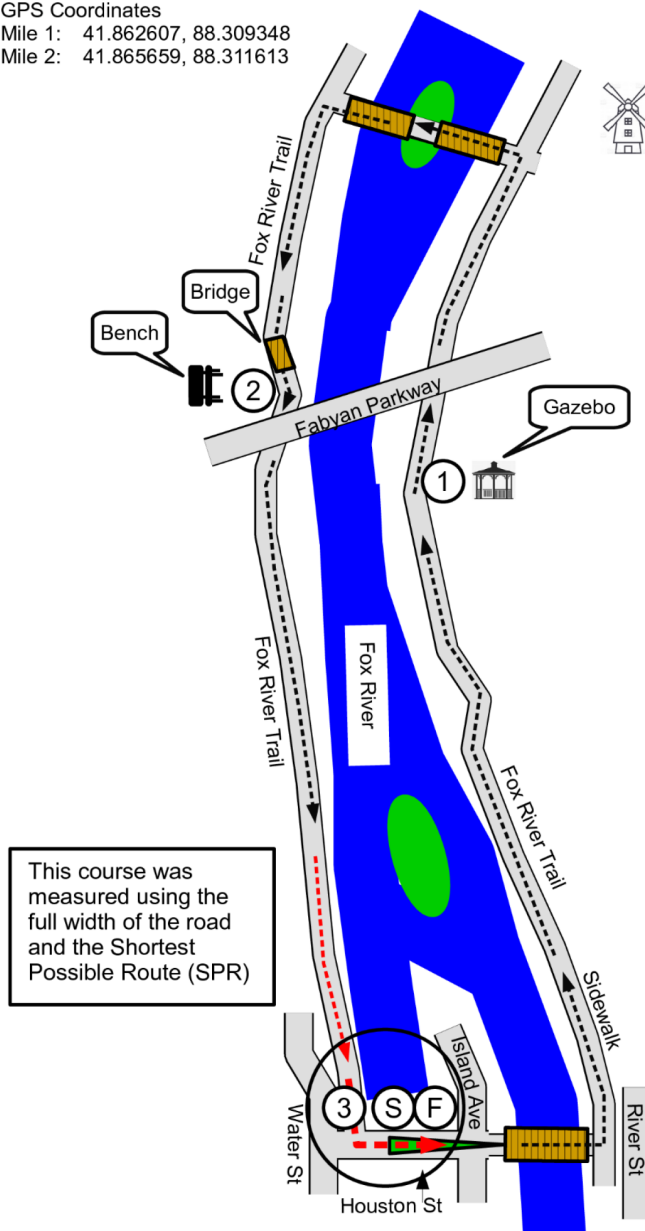 GPS Coordinates
Mile 1: 41.862607, 88.309348
Mile 2: 41.865659, 88.311613
Fox River Trail
Bridge
Bench
2
Fabyan Parkway
Gazebo
1
Fox River Trail
Fox River
Fox River Trail
This course was
measured using the
full width of the road
and the Shortest
Possible Route (SPR)
Sidewalk
Island Ave
3
S
F
Water St
River St
Houston St